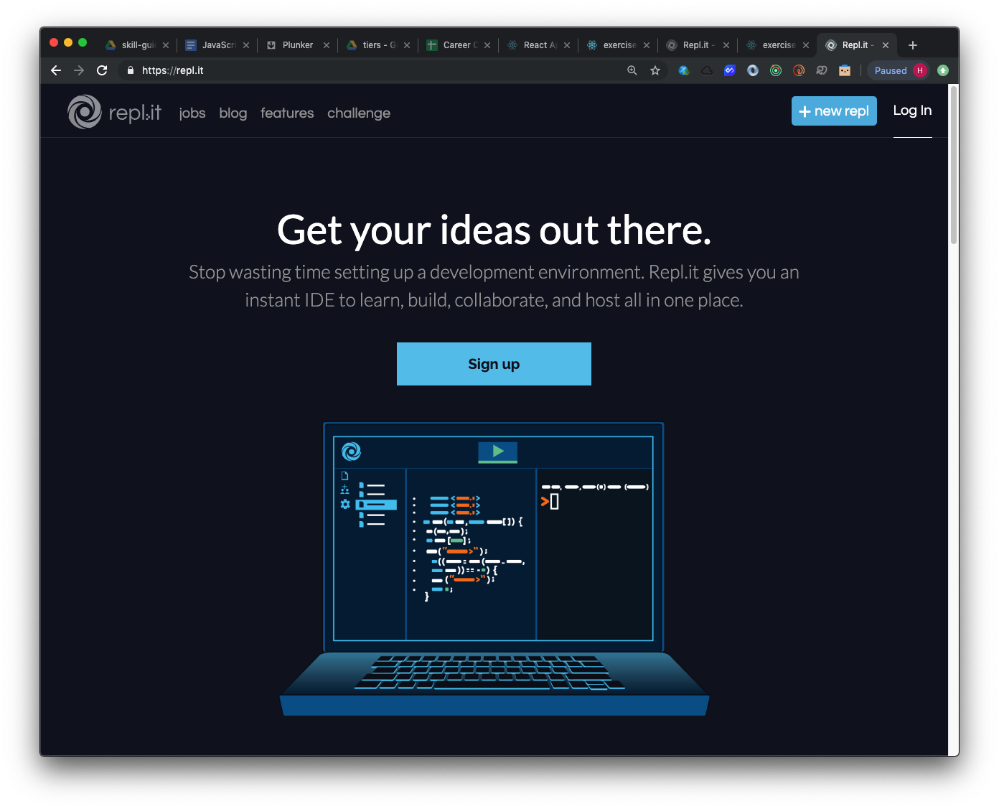 skill-gui
JavaScri
Plunker
tiers - G
Career C
React Ap
exercise
Repl.it -
exercise
Repl.it -
https://repl.it
Paused
H
repl.it
jobs
blog
features
challenge
+ new repl
Log In
Get your ideas out there.
Stop wasting time setting up a development environment. Repl.it gives you an
instant IDE to learn, build, collaborate, and host all in one place.
Sign up